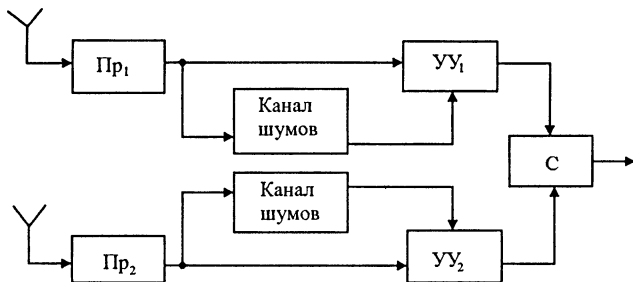 Пр₁
УУ₁
Канал
шумов
С
Канал
шумов
Пр₂
УУ₂